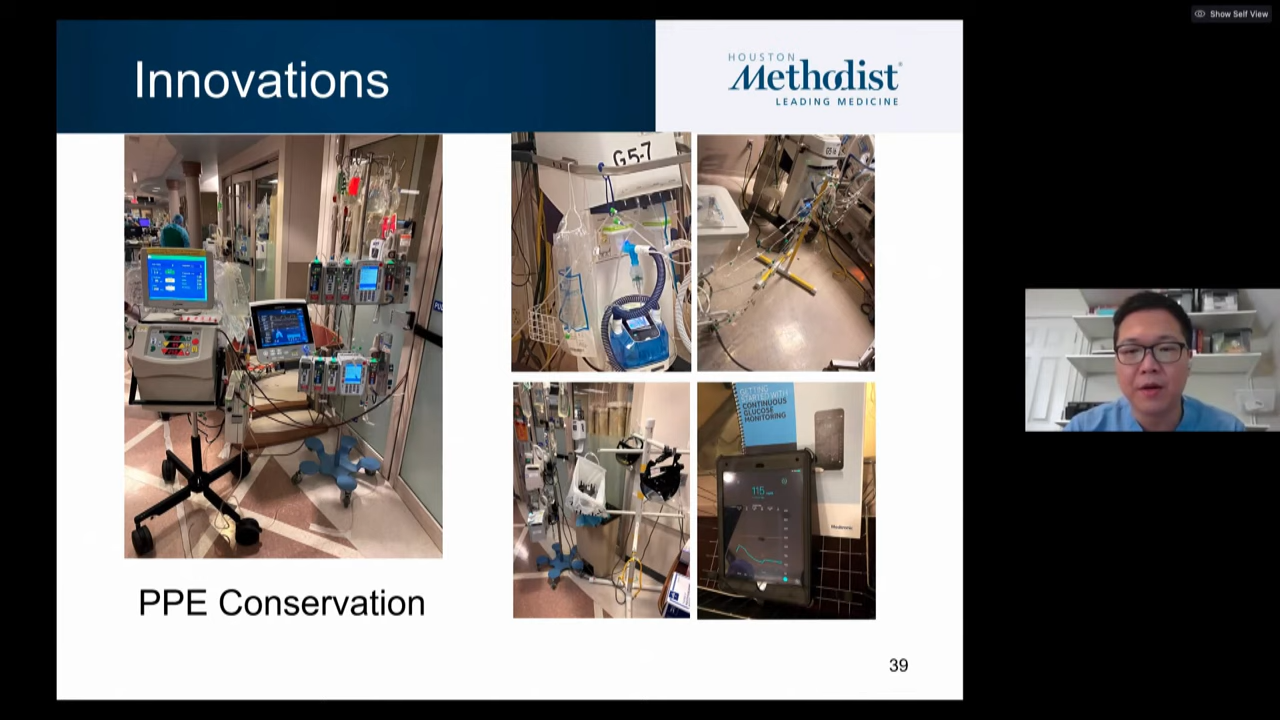 Show Self View
Innovations
HOUSTON
Methodist
LEADING MEDICINE
G5-7
GETTING
STARTED WITH
CONTINUOUS
GLUCOSE
MONITORING
115
Medtronic
PPE Conservation
39